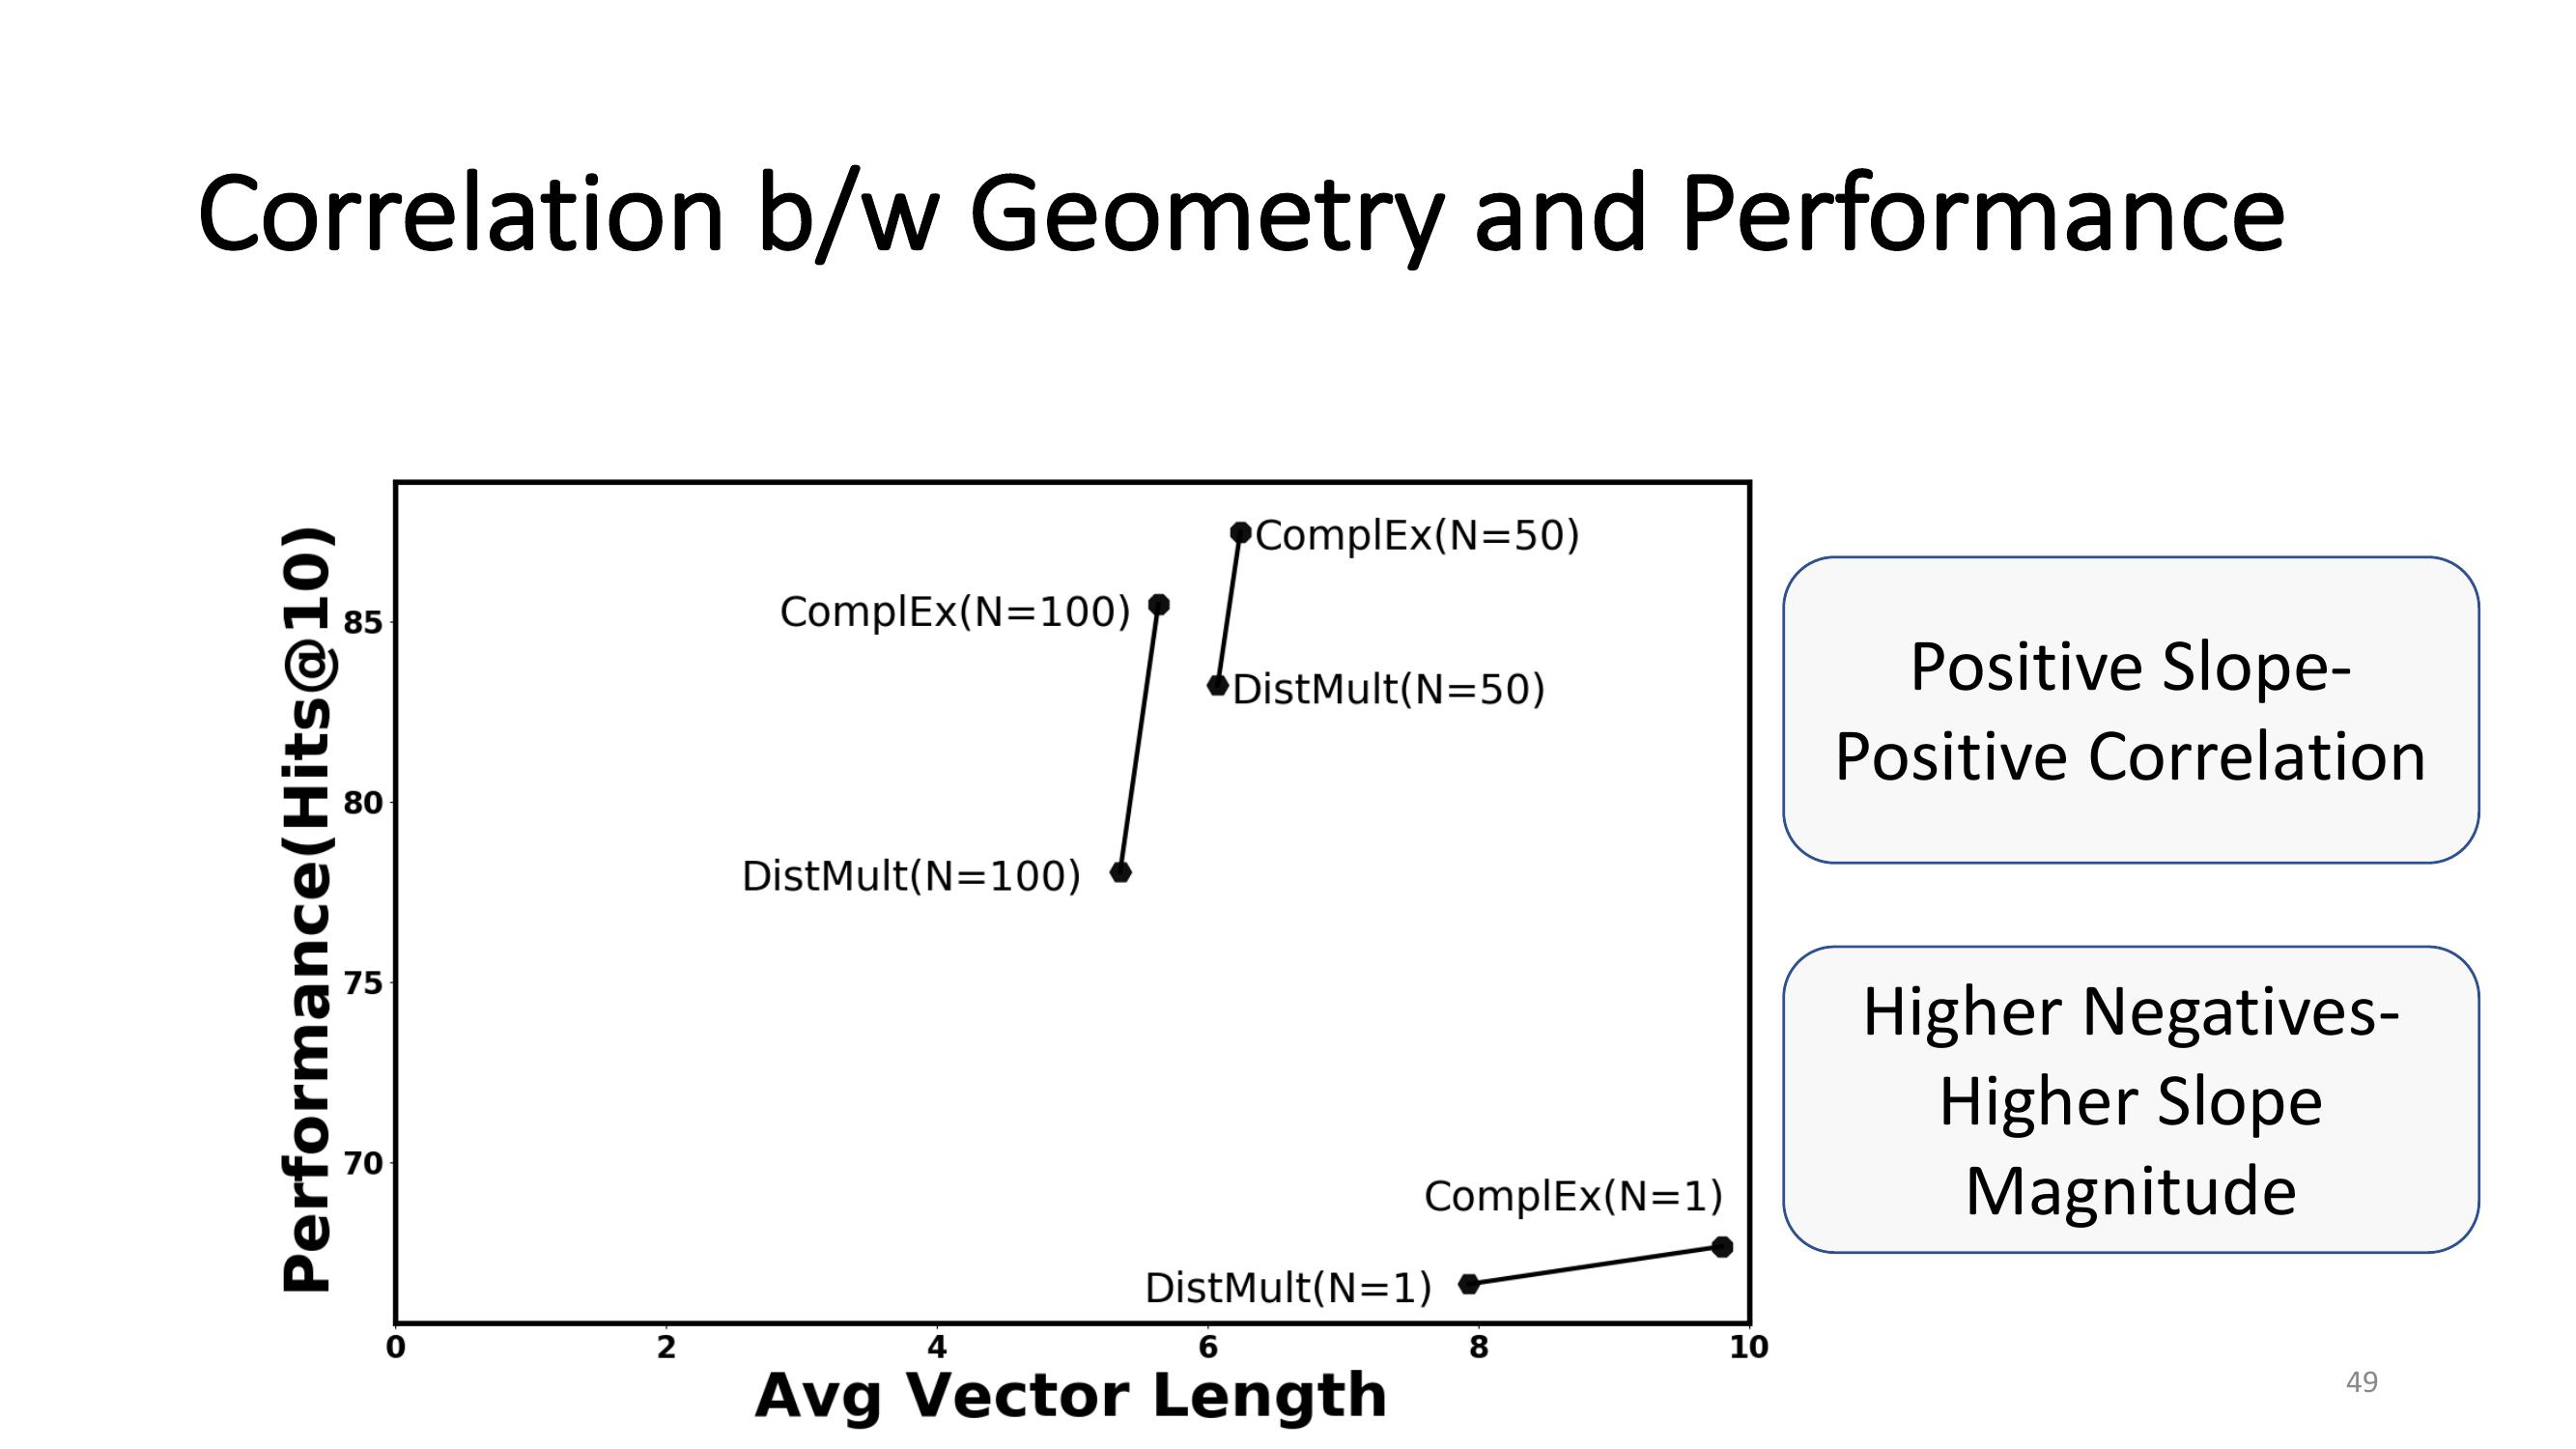 Correlation b/w Geometry and Performance
Performance(Hits@10)
85
80
75
70
ComplEx(N=50)
ComplEx(N=100)
DistMult(N=50)
DistMult(N=100)
ComplEx(N=1)
DistMult(N=1)
0 2 4 6 8 10
Avg Vector Length
Positive Slope-
Positive Correlation
Higher Negatives-
Higher Slope
Magnitude
49